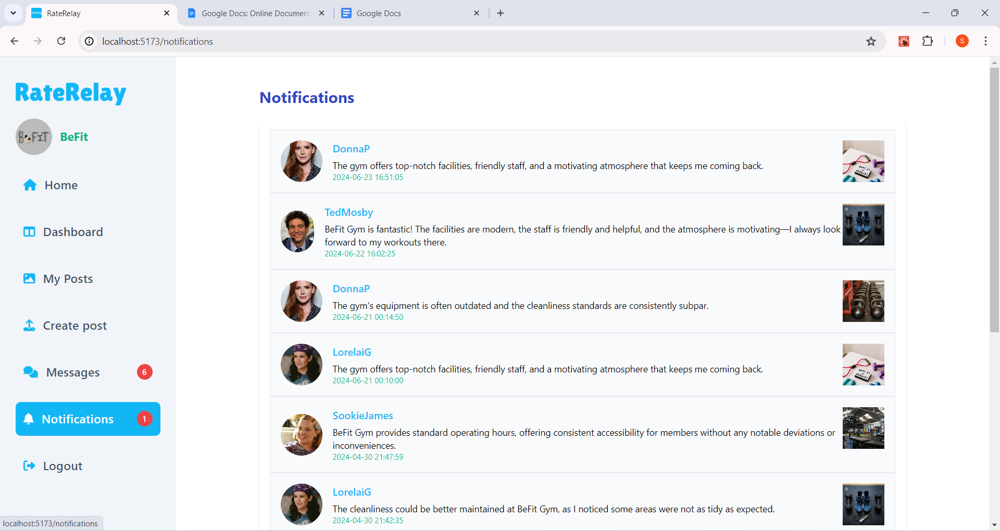 RateRelay
Google Docs: Online Document
Google Docs
localhost:5173/notifications
S
RateRelay
BeFiT
BeFit
Home
Dashboard
My Posts
Create post
Messages
6
Notifications
1
Logout
Notifications
DonnaP
The gym offers top-notch facilities, friendly staff, and a motivating atmosphere that keeps me coming back.
2024-06-23 16:51:05
TedMosby
BeFit Gym is fantastic! The facilities are modern, the staff is friendly and helpful, and the atmosphere is motivating—I always look
forward to my workouts there.
2024-06-22 16:02:25
DonnaP
The gym's equipment is often outdated and the cleanliness standards are consistently subpar.
2024-06-21 00:14:50
LorelaiG
The gym offers top-notch facilities, friendly staff, and a motivating atmosphere that keeps me coming back.
2024-06-21 00:10:00
SookieJames
BeFit Gym provides standard operating hours, offering consistent accessibility for members without any notable deviations or
inconveniences.
2024-04-30 21:47:59
LorelaiG
The cleanliness could be better maintained at BeFit Gym, as I noticed some areas were not as tidy as expected.
2024-04-30 21:42:35
localhost:5173/notifications